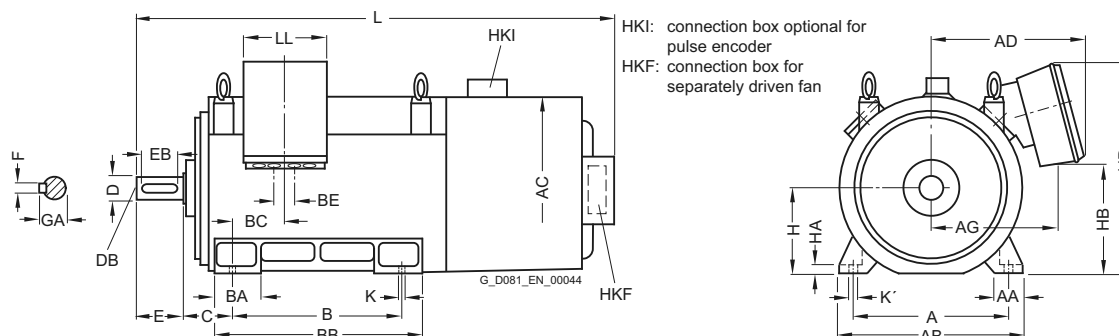 L
LL
HKI
HKI: connection box optional for
pulse encoder
HKF: connection box for
separately driven fan
AD
F
EB
D
GA
DB
BC
BE
AC
H
HA
AG
HB
G_D081_EN_00044
HKF
BA
K
K´
AA
E
C
B
A
BB
AB